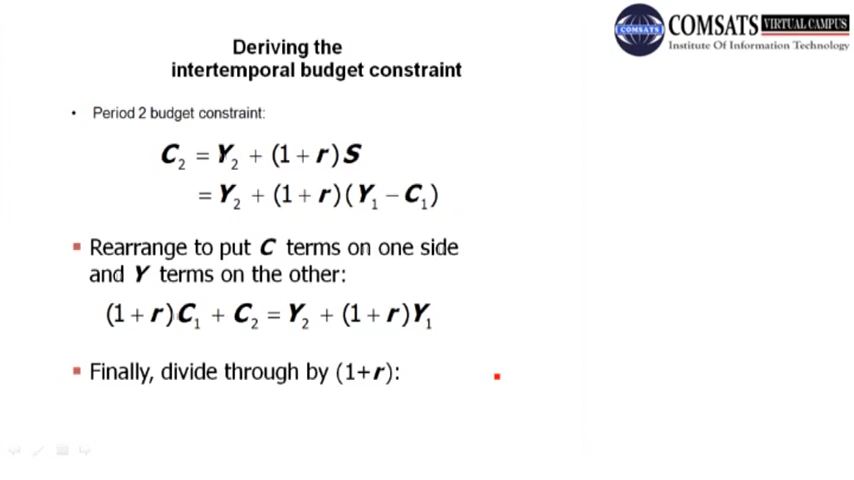 COMSATS VIRTUAL CAMPUS
COMSATS
Institute Of Information Technology
Deriving the
intertemporal budget constraint
• Period 2 budget constraint:
C₂ = Y₂ + (1 + r)S
= Y₂ + (1 + r)(Y₁ − C₁)
▪ Rearrange to put C terms on one side
and Y terms on the other:
(1 + r)C₁ + C₂ = Y₂ + (1 + r)Y₁
▪ Finally, divide through by (1+r):